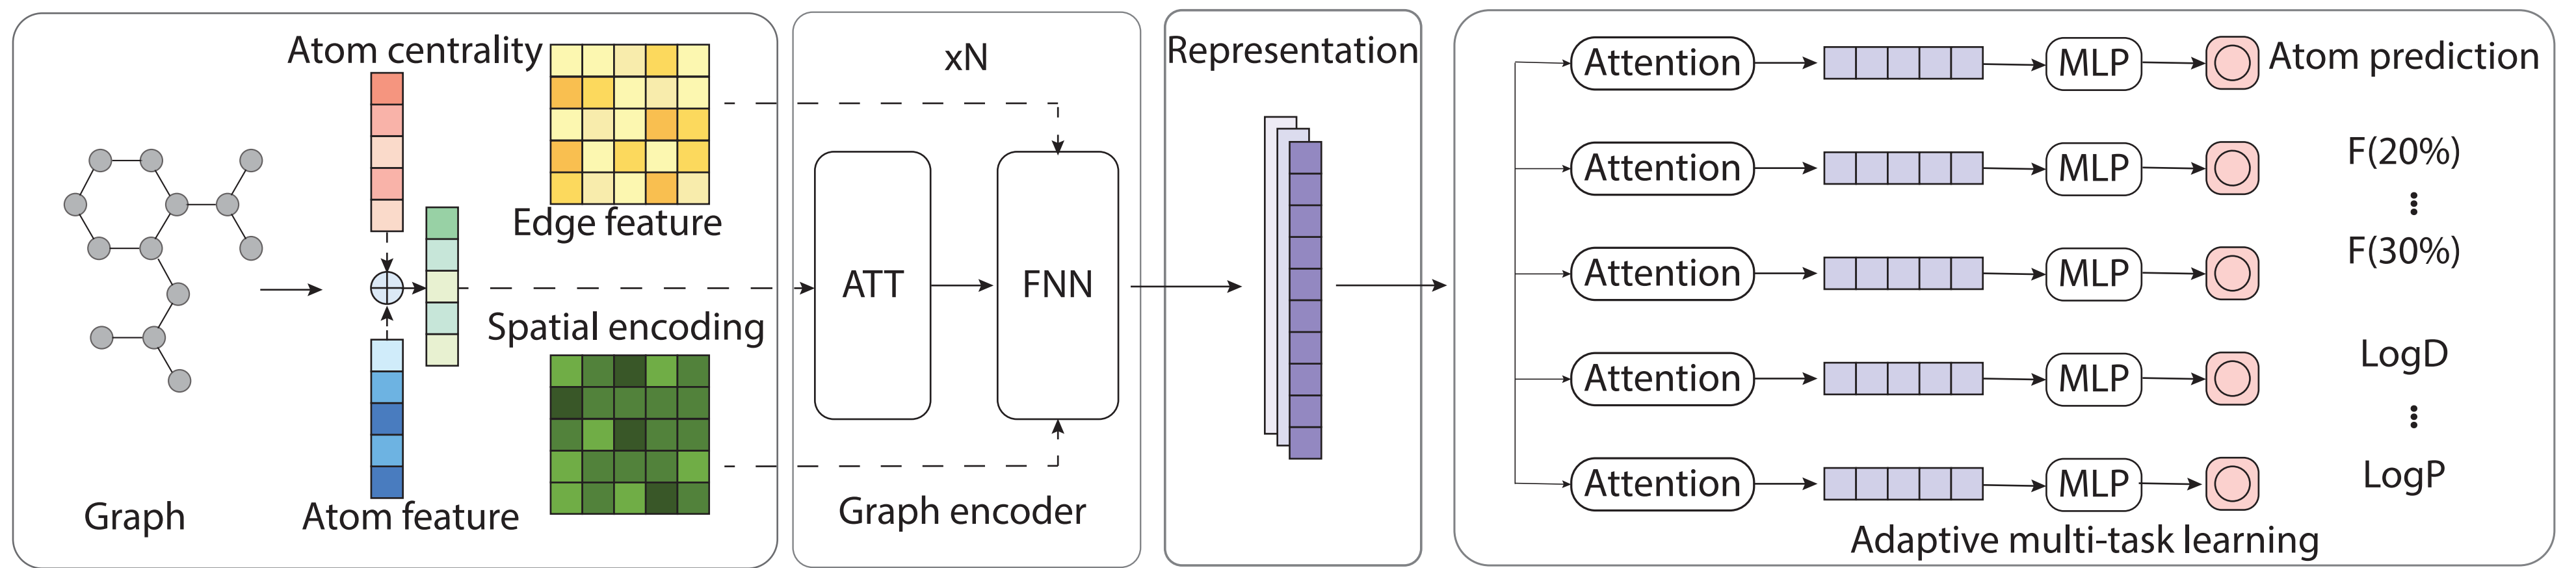 Atom centrality
Edge feature
Spatial encoding
Graph
Atom feature
xN
ATT
FNN
Graph encoder
Representation
Attention
MLP
Atom prediction
Attention
MLP
F(20%)
Attention
MLP
F(30%)
Attention
MLP
LogD
Attention
MLP
LogP
Adaptive multi-task learning